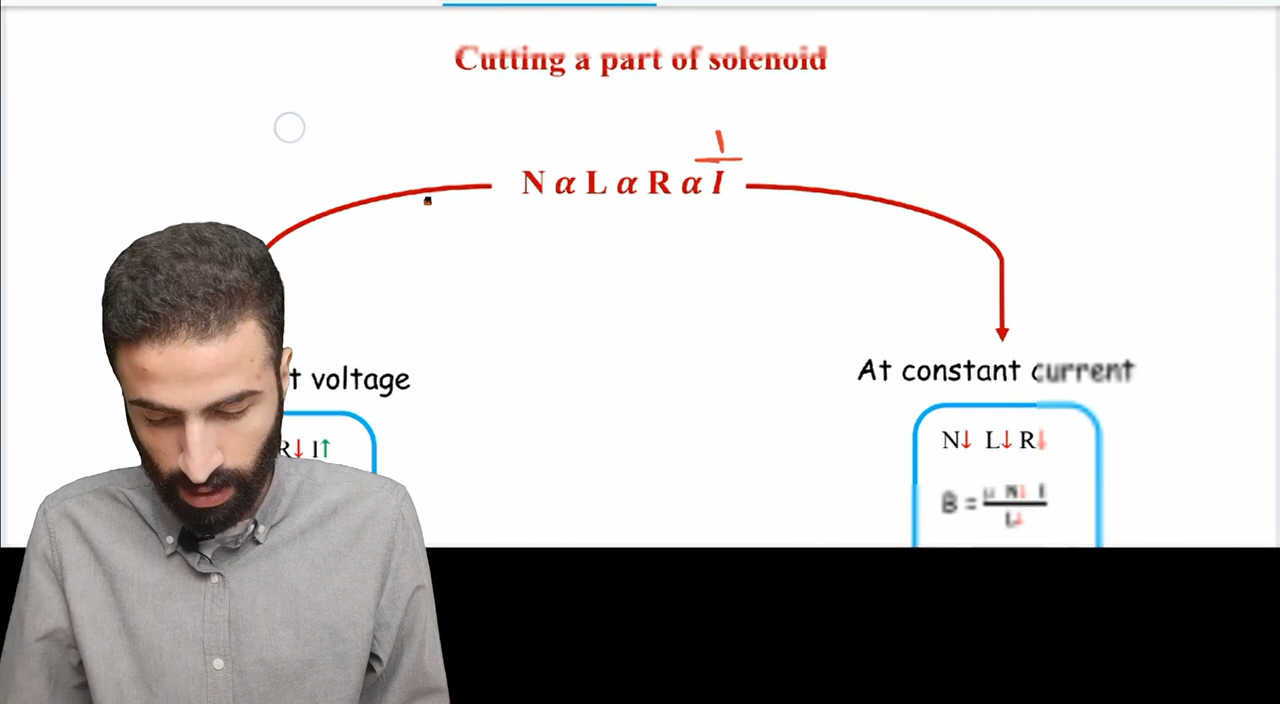 Cutting a part of solenoid
1
N α L α R α I
t voltage
R↓ I↑
At constant current
N↓ L↓ R↓
B = μ N↓ I
L↓